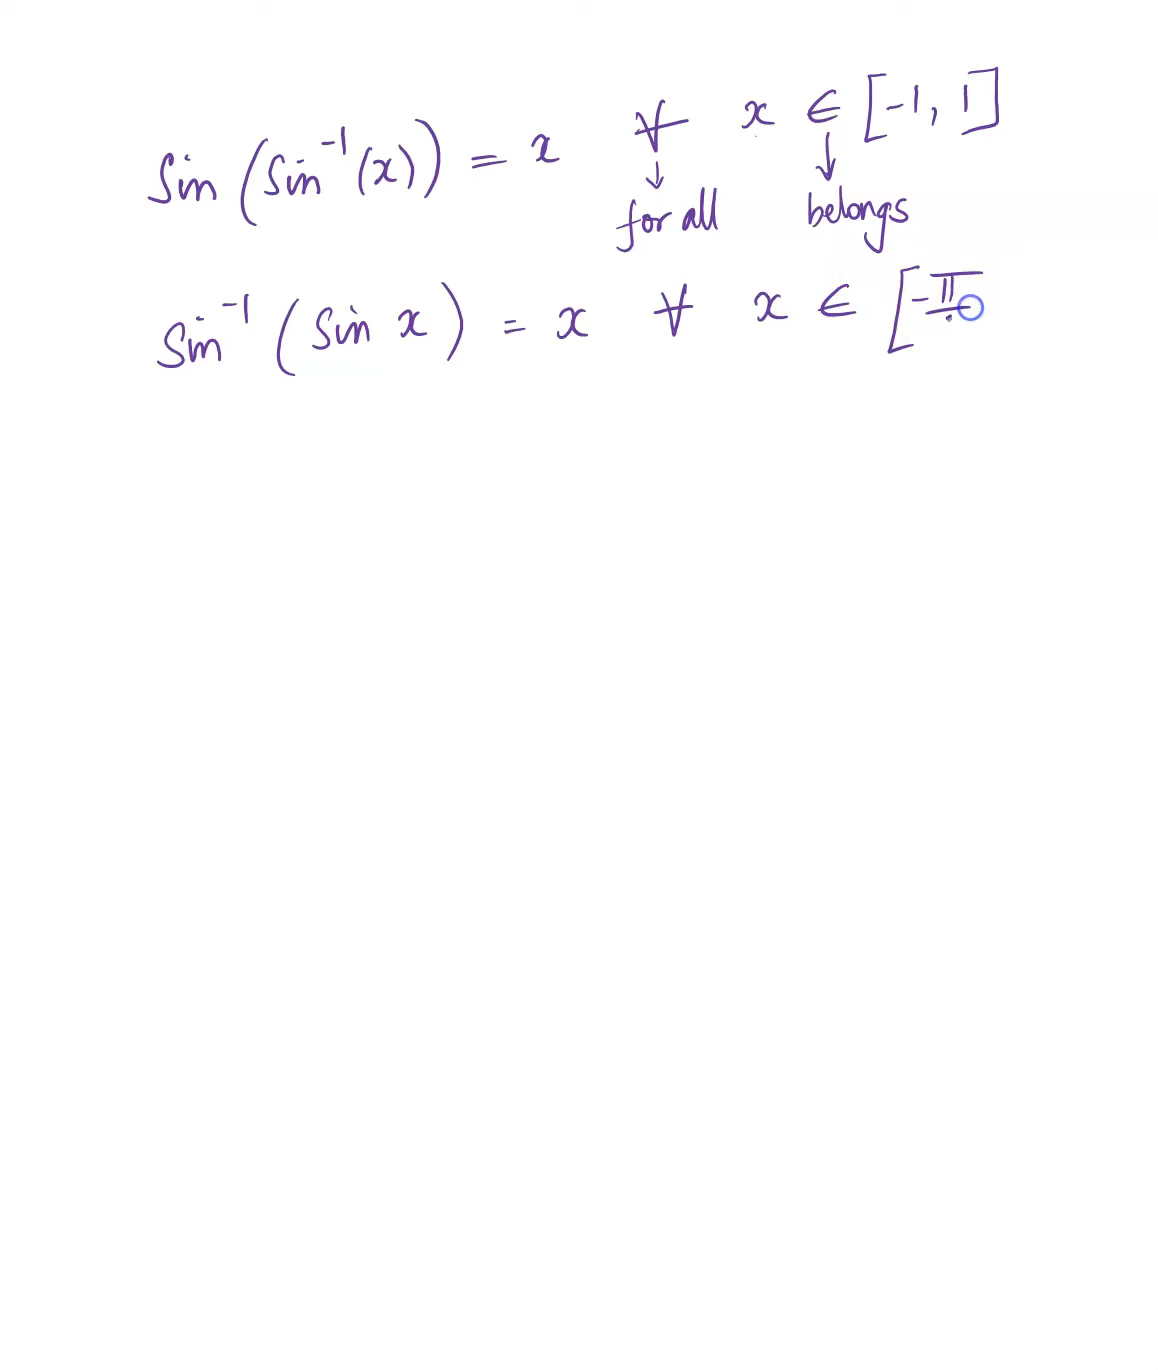 Sin (Sin⁻¹(x)) = x ∀ x ∈ [-1, 1]
↓ ↓
for all belongs
Sin⁻¹ (Sin x) = x ∀ x ∈ [-π